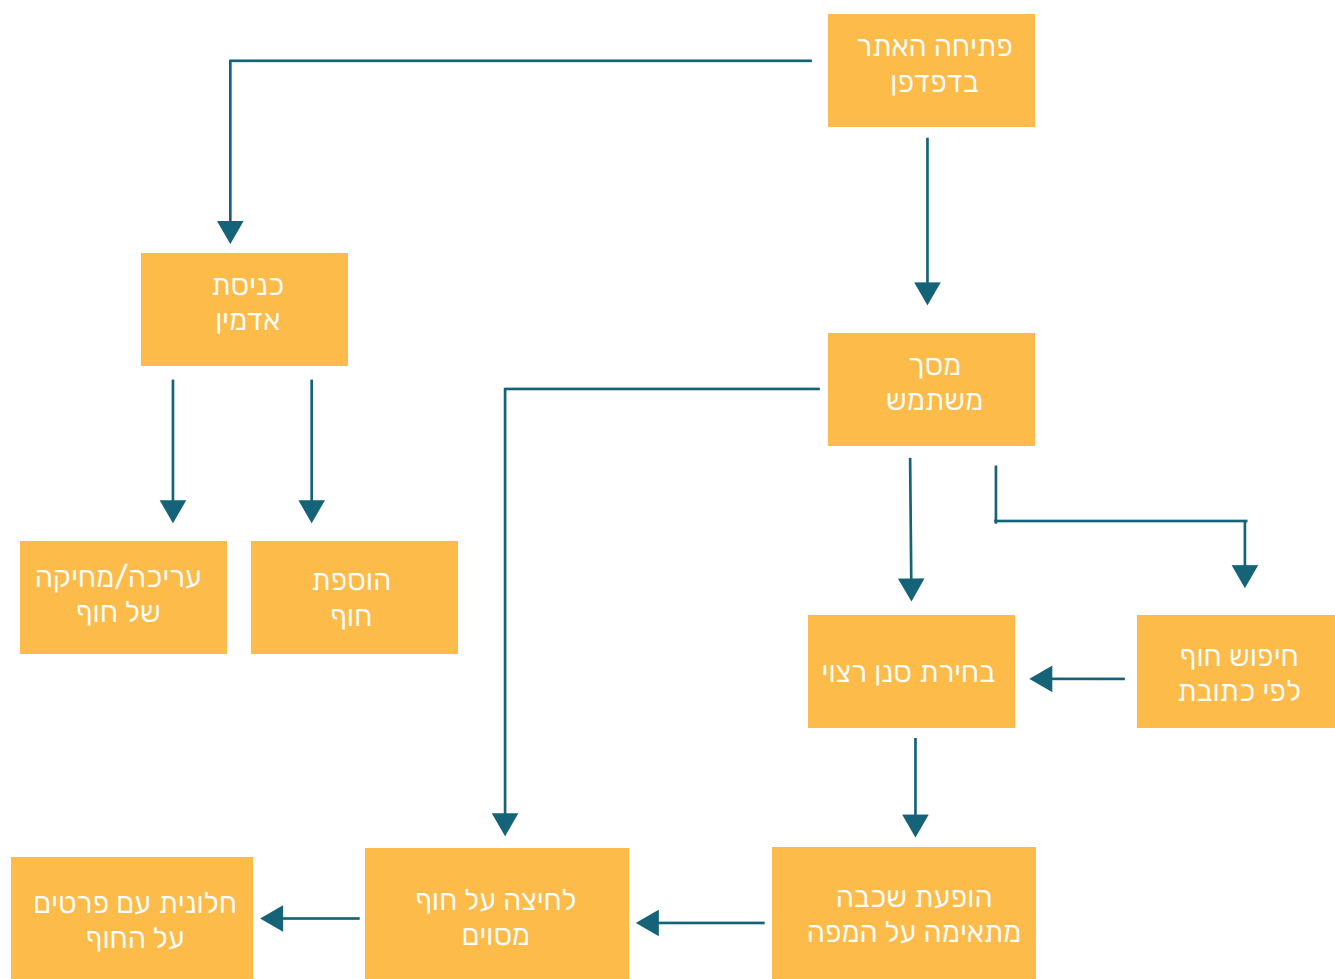 פתיחה האתר
בדפדפן
כניסת
אדמין
מסך
משתמש
עריכה/מחיקה
של חוף
הוספת
חוף
בחירת סנן רצוי
חיפוש חוף
לפי כתובת
הופעת שכבה
מתאימה על המפה
לחיצה על חוף
מסוים
חלונית עם פרטים
על החוף